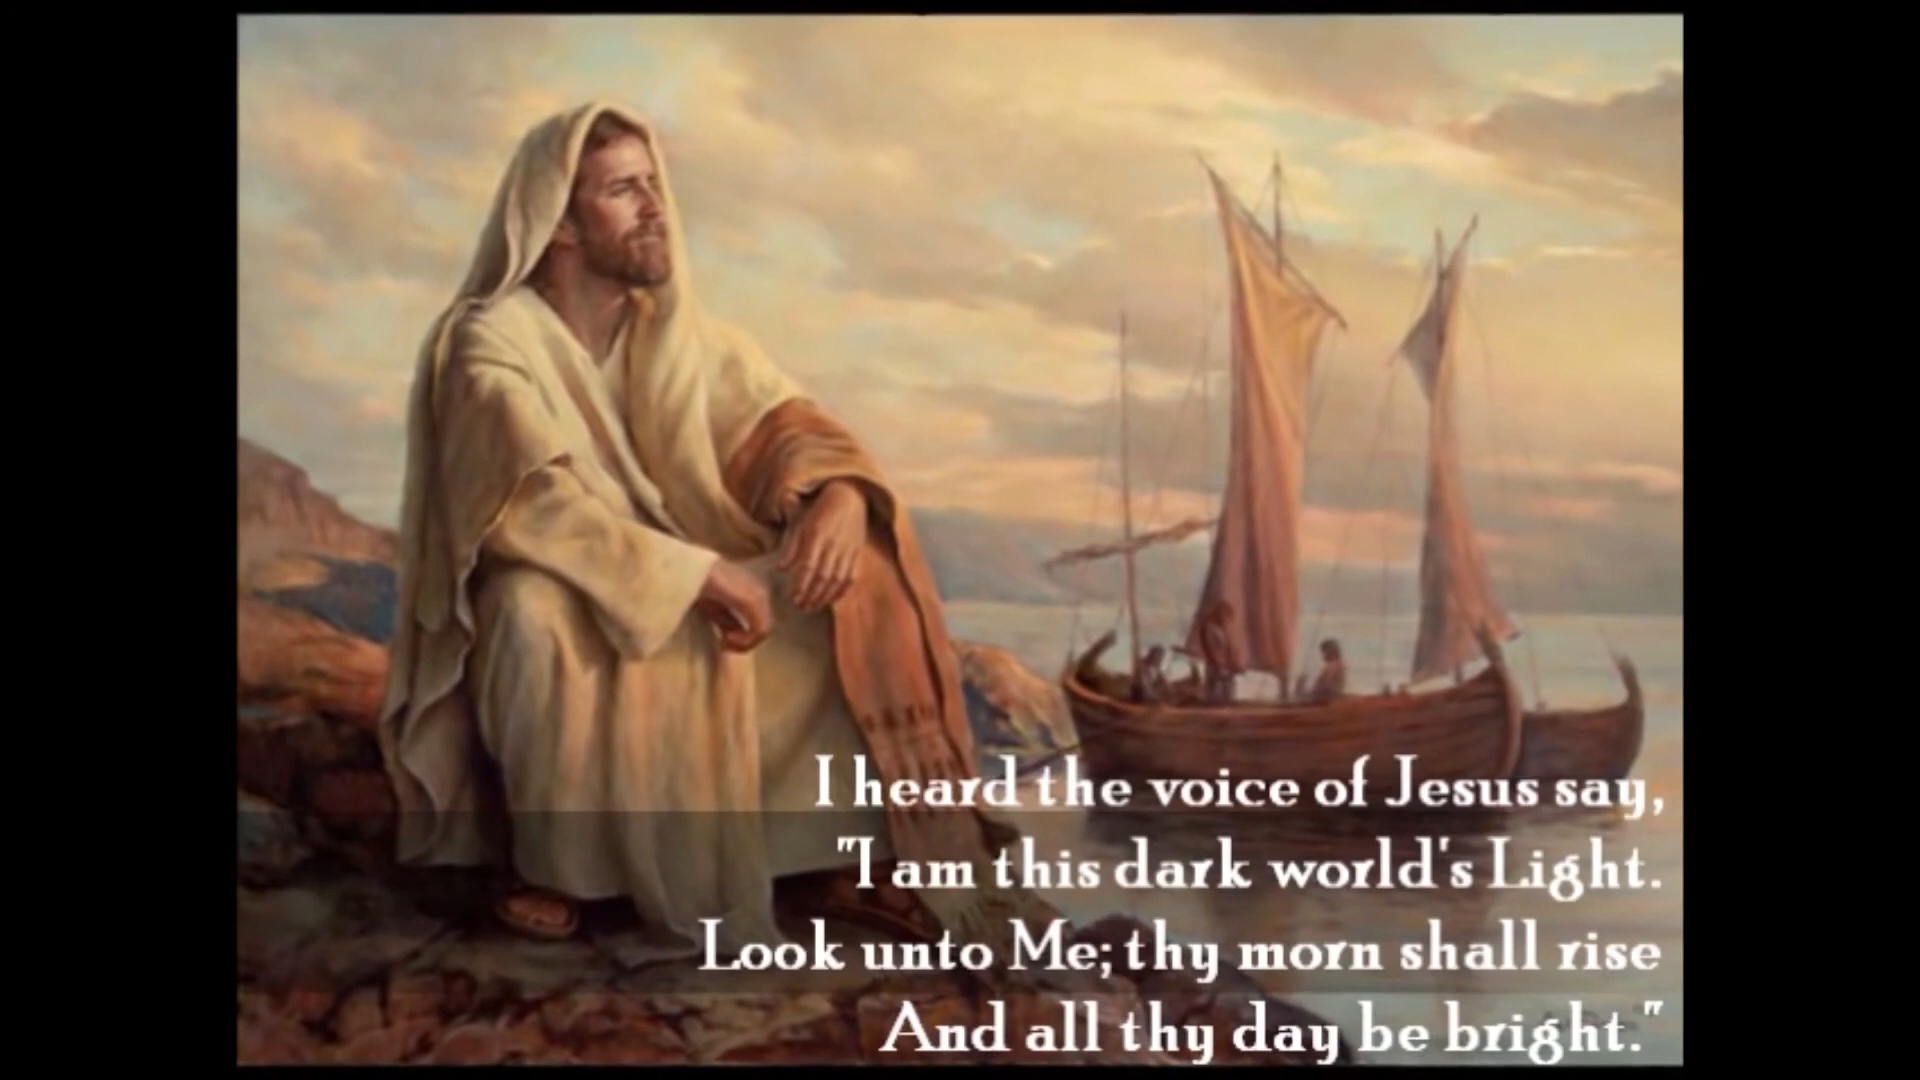 I heard the voice of Jesus say,
"I am this dark world's Light.
Look unto Me; thy morn shall rise
And all thy day be bright."